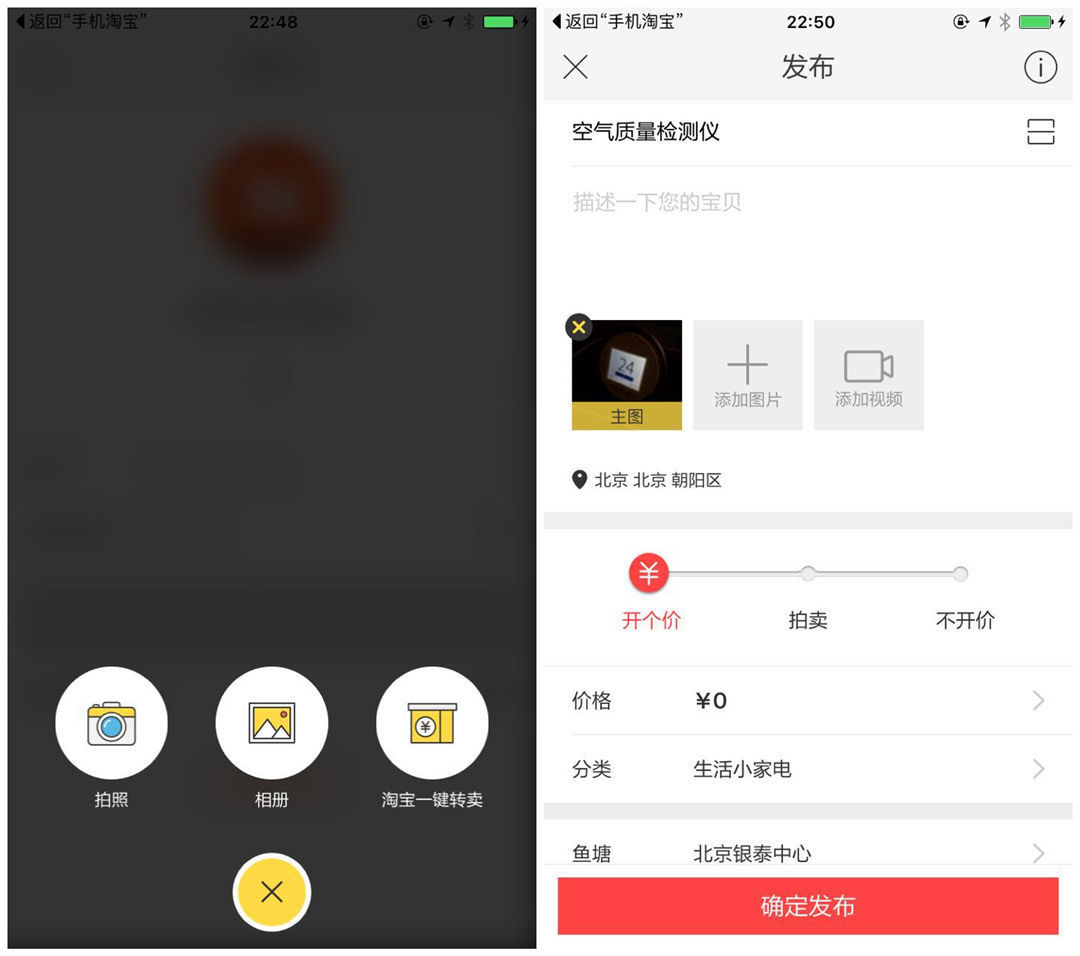 返回“手机淘宝”
22:48
拍照
相册
淘宝一键转卖
返回“手机淘宝”
22:50
发布
空气质量检测仪
描述一下您的宝贝
24
主图
添加图片
添加视频
北京 北京 朝阳区
¥
开个价
拍卖
不开价
价格 ¥0
分类 生活小家电
鱼塘 北京银泰中心
确定发布